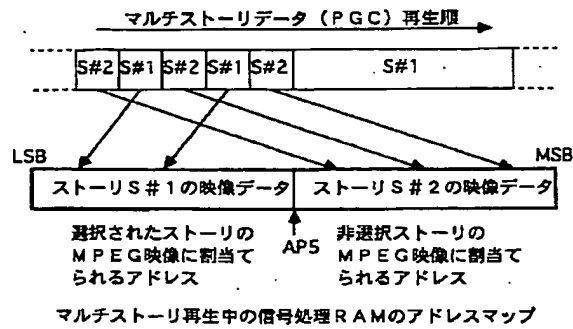 マルチストーリデータ（ＰＧＣ）再生順
S#2 S#1 S#2 S#1 S#2 S#1
LSB MSB
ストーリＳ＃１の映像データ ストーリＳ＃２の映像データ
選択されたストーリの
ＭＰＥＧ映像に割当て
られるアドレス
AP5
非選択ストーリの
ＭＰＥＧ映像に割当て
られるアドレス
マルチストーリ再生中の信号処理ＲＡＭのアドレスマップ